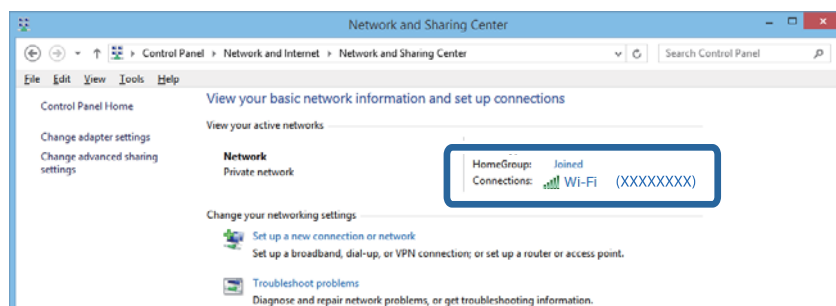 Network and Sharing Center
Control Panel Network and Internet Network and Sharing Center Search Control Panel
File Edit View Tools Help
Control Panel Home
Change adapter settings
Change advanced sharing
settings
View your basic network information and set up connections
View your active networks
Network
Private network
HomeGroup: Joined
Connections: Wi-Fi (XXXXXXXX)
Change your networking settings
Set up a new connection or network
Set up a broadband, dial-up, or VPN connection; or set up a router or access point.
Troubleshoot problems
Diagnose and repair network problems, or get troubleshooting information.